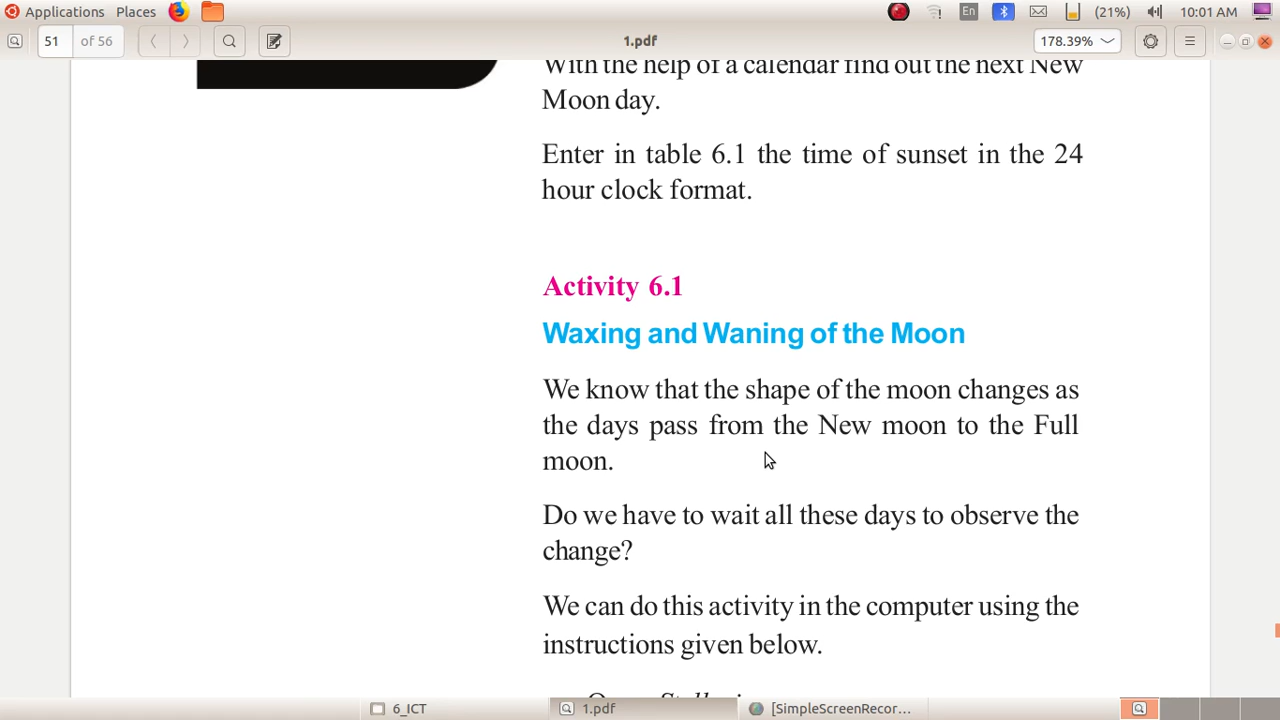 Applications Places En (21%) 10:01 AM
51 of 56 1.pdf 178.39%
With the help of a calendar find out the next New
Moon day.
Enter in table 6.1 the time of sunset in the 24
hour clock format.
Activity 6.1
Waxing and Waning of the Moon
We know that the shape of the moon changes as
the days pass from the New moon to the Full
moon.
Do we have to wait all these days to observe the
change?
We can do this activity in the computer using the
instructions given below.
6_ICT 1.pdf [SimpleScreenRecor...